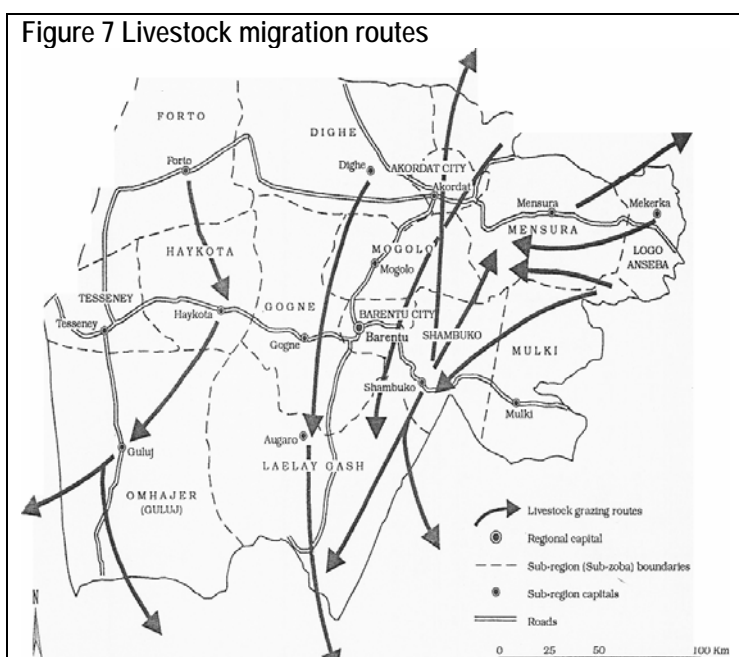 Figure 7 Livestock migration routes
FORTO
DIGHE
Forto
Dighe
AKORDAT CITY
Akordat
Mensura
Mekerka
MENSURA
LOGO
ANSEBA
HAYKOTA
MOGOLO
Mogolo
TESSENEY
Tesseney
Haykota
GOGNE
Gogne
BARENTU CITY
Barentu
SHAMBUKO
MULKI
Shambuko
Mulki
Guluj
Augaro
LAELAY GASH
OMHAJER
(GULUJ)
Livestock grazing routes
Regional capital
Sub-region (Sub-zoba) boundaries
Sub-region capitals
Roads
N
0 25 50 100 Km